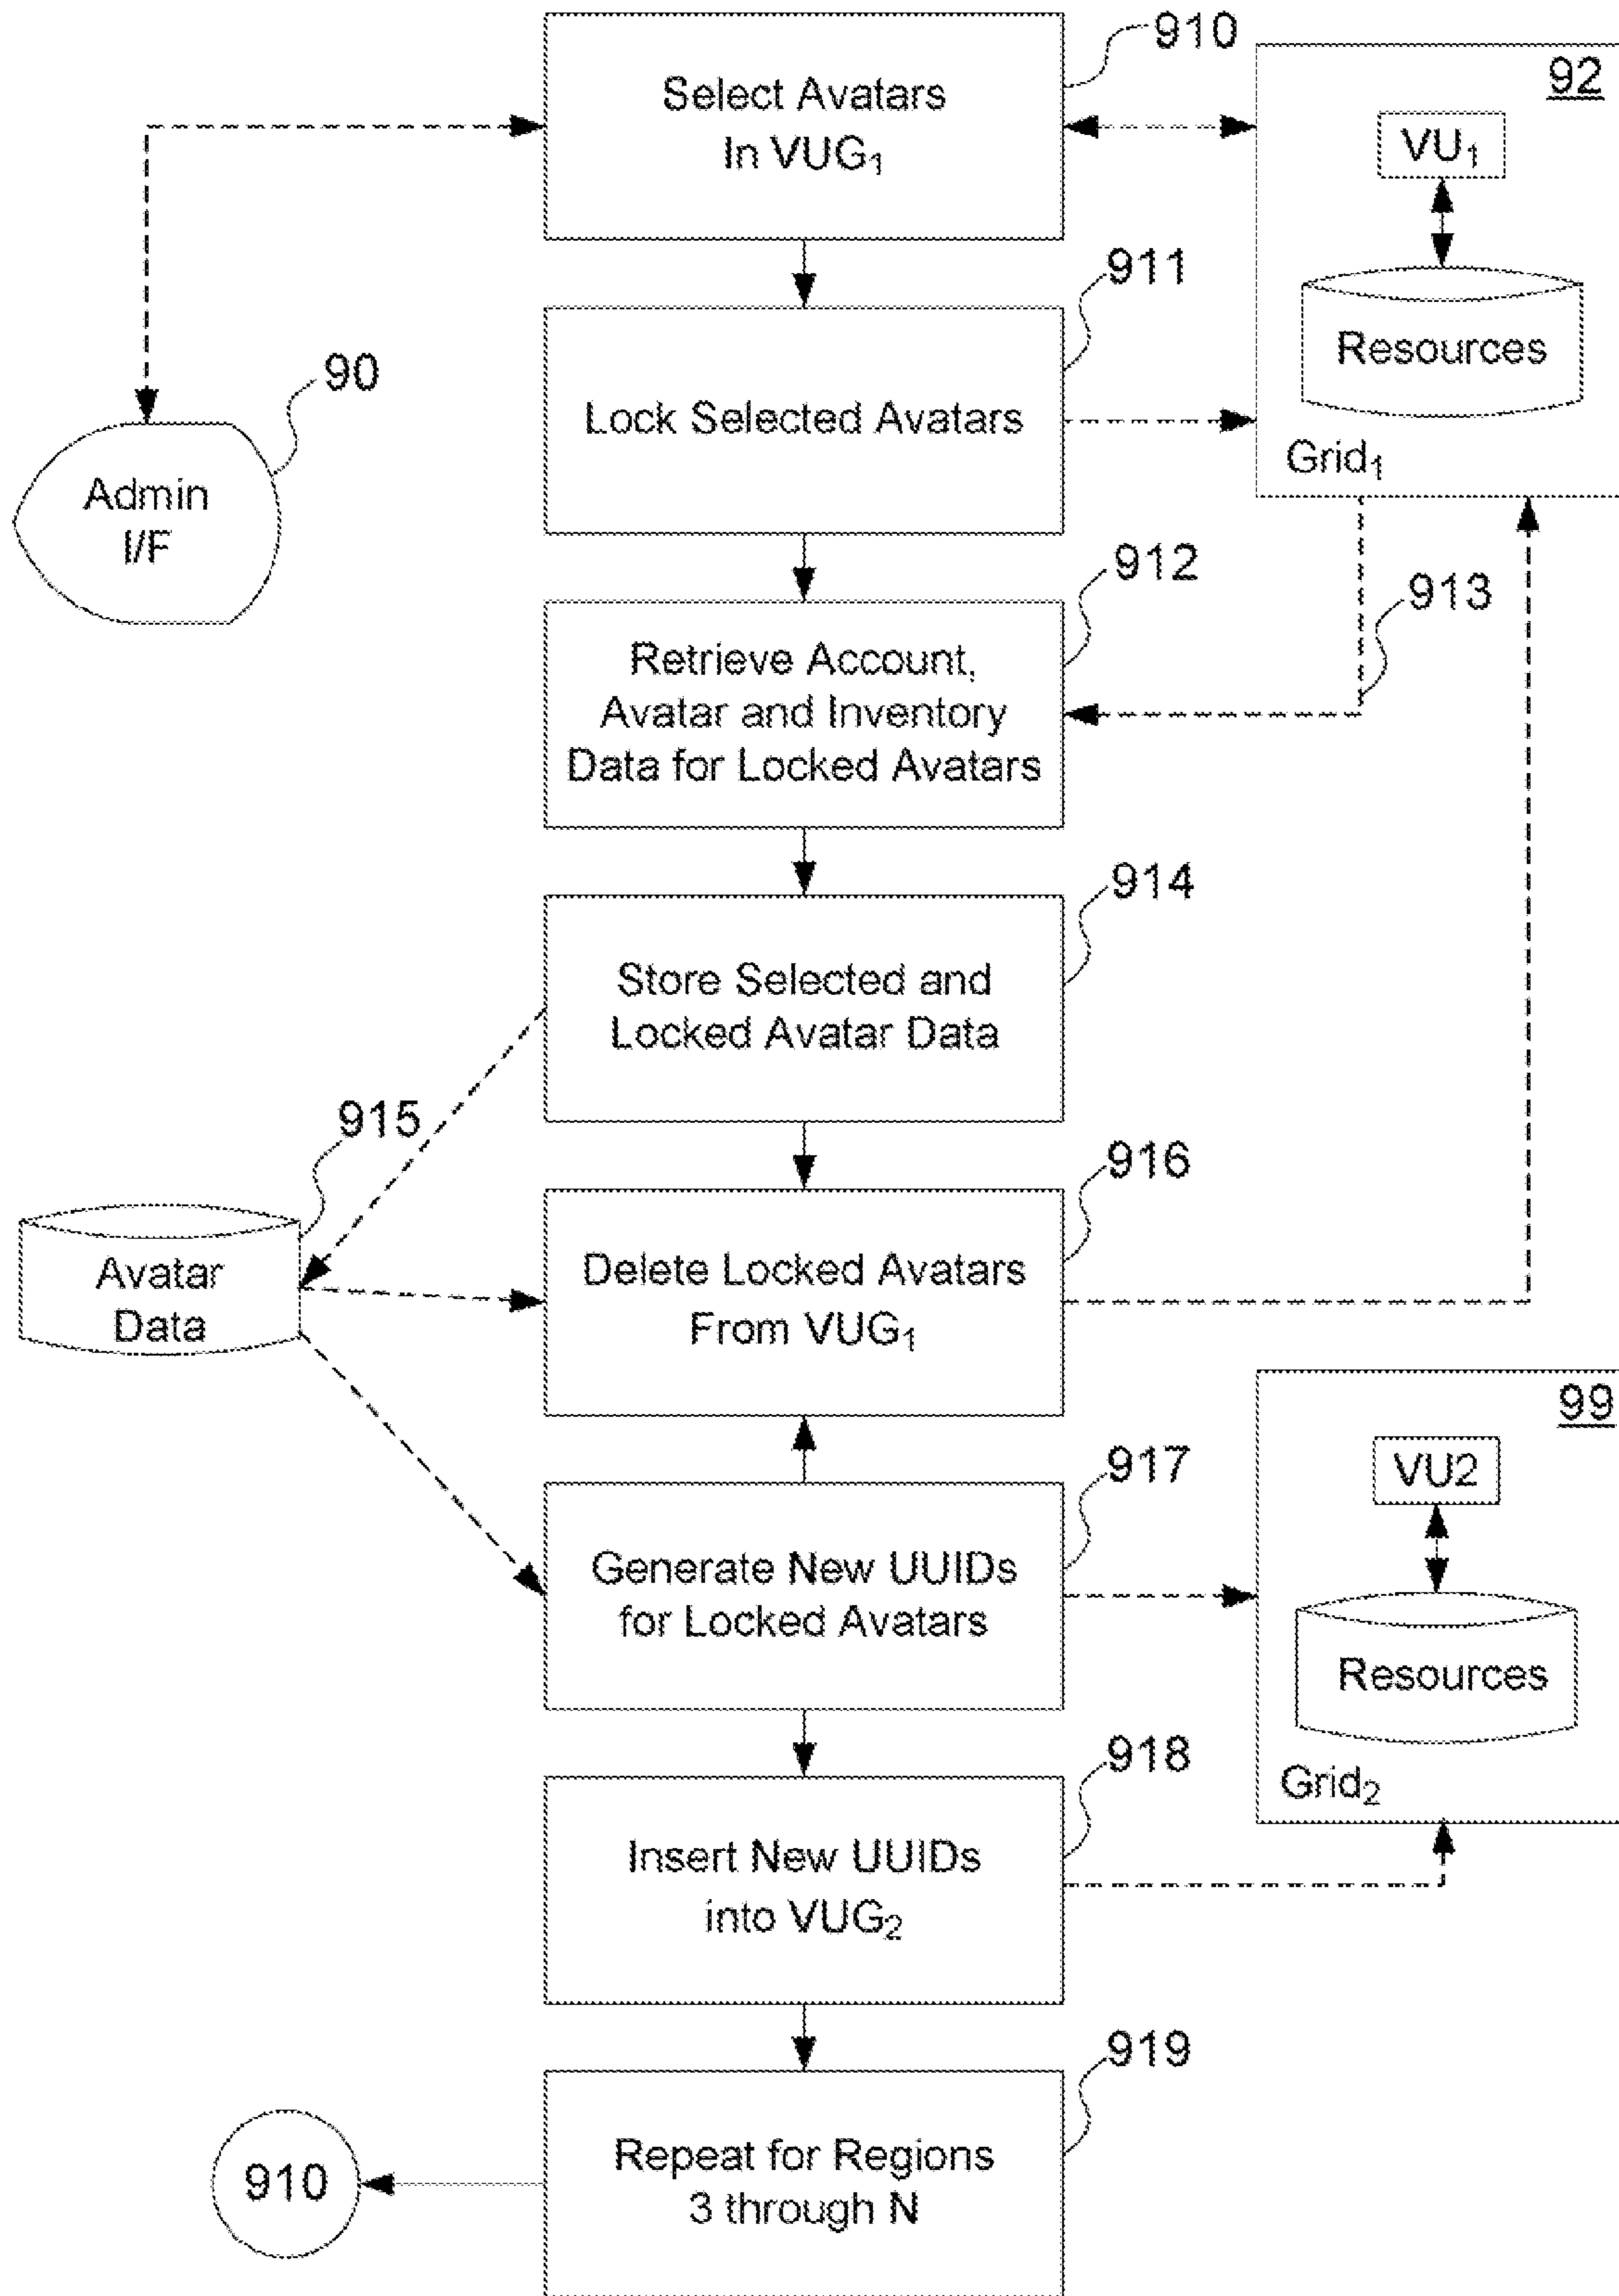 910
Select Avatars
In VUG₁
92
VU₁
Resources
Grid₁
911
Lock Selected Avatars
90
Admin
I/F
912
913
Retrieve Account,
Avatar and Inventory
Data for Locked Avatars
914
Store Selected and
Locked Avatar Data
915
Avatar
Data
916
Delete Locked Avatars
From VUG₁
917
Generate New UUIDs
for Locked Avatars
99
VU2
Resources
Grid₂
918
Insert New UUIDs
into VUG₂
919
Repeat for Regions
3 through N
910